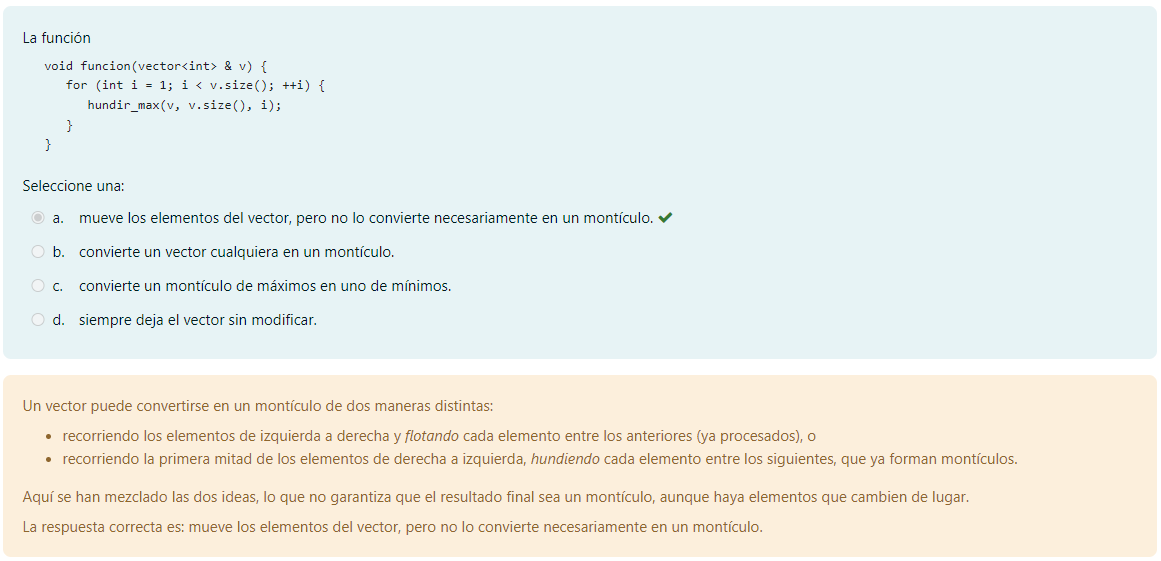 La función
void funcion(vector<int> & v) {
for (int i = 1; i < v.size(); ++i) {
hundir_max(v, v.size(), i);
}
}
Seleccione una:
a. mueve los elementos del vector, pero no lo convierte necesariamente en un montículo.
b. convierte un vector cualquiera en un montículo.
c. convierte un montículo de máximos en uno de mínimos.
d. siempre deja el vector sin modificar.
Un vector puede convertirse en un montículo de dos maneras distintas:
• recorriendo los elementos de izquierda a derecha y flotando cada elemento entre los anteriores (ya procesados), o
• recorriendo la primera mitad de los elementos de derecha a izquierda, hundiendo cada elemento entre los siguientes, que ya forman montículos.
Aquí se han mezclado las dos ideas, lo que no garantiza que el resultado final sea un montículo, aunque haya elementos que cambien de lugar.
La respuesta correcta es: mueve los elementos del vector, pero no lo convierte necesariamente en un montículo.